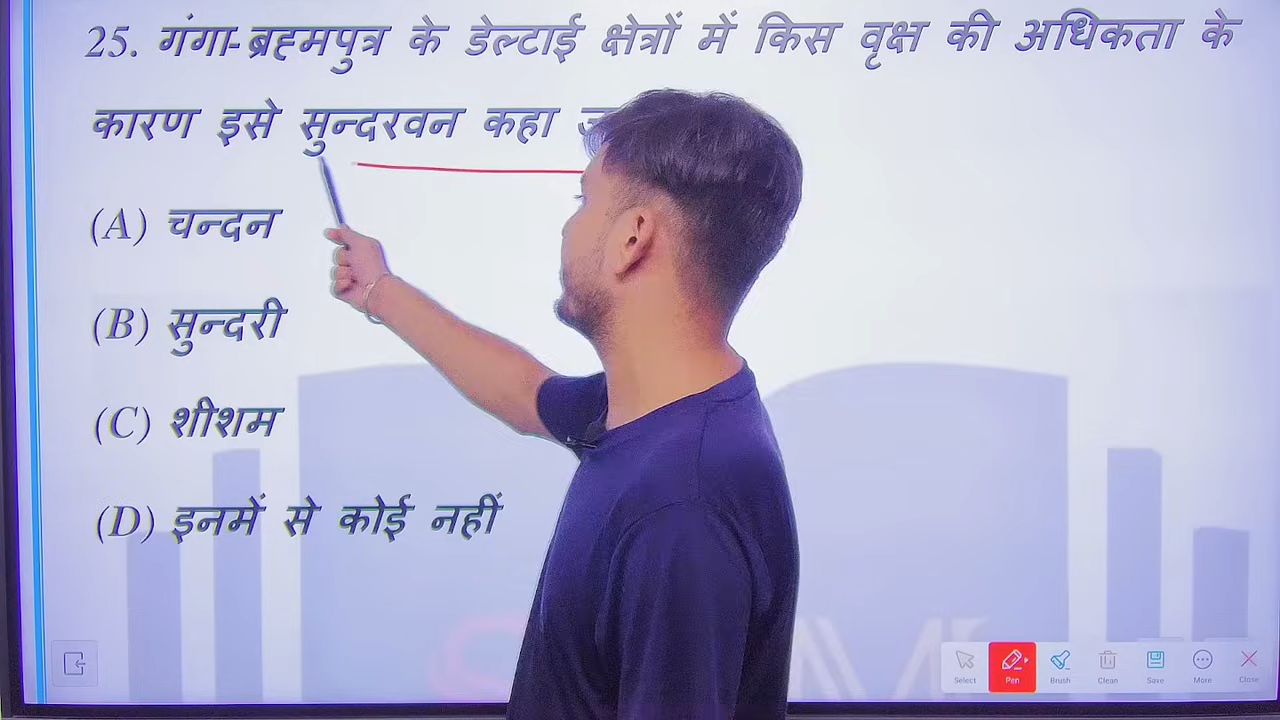 25. गंगा-ब्रह्मपुत्र के डेल्टाई क्षेत्रों में किस वृक्ष की अधिकता के
कारण इसे सुन्दरवन कहा
(A) चन्दन
(B) सुन्दरी
(C) शीशम
(D) इनमें से कोई नहीं
Select Pen Brush Clean Save More Close